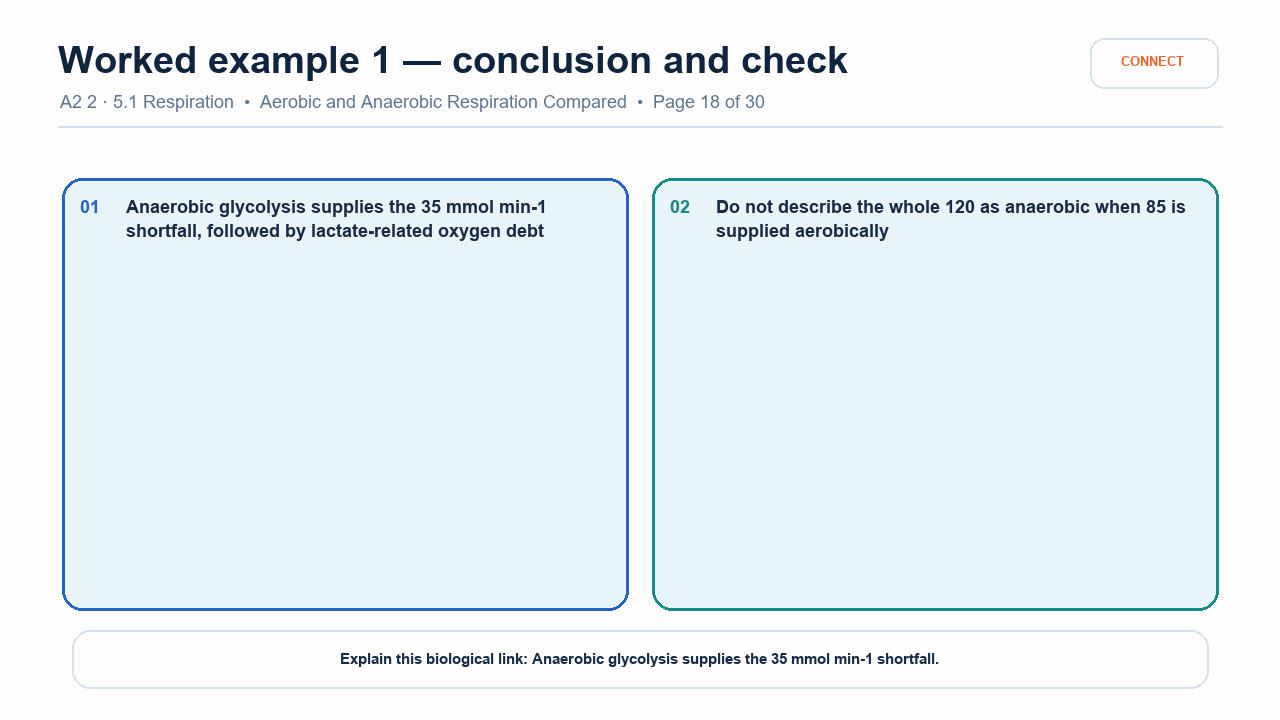 Worked example 1 — conclusion and check
CONNECT
A2 2 · 5.1 Respiration • Aerobic and Anaerobic Respiration Compared • Page 18 of 30
01 Anaerobic glycolysis supplies the 35 mmol min-1
shortfall, followed by lactate-related oxygen debt
02 Do not describe the whole 120 as anaerobic when 85 is
supplied aerobically
Explain this biological link: Anaerobic glycolysis supplies the 35 mmol min-1 shortfall.